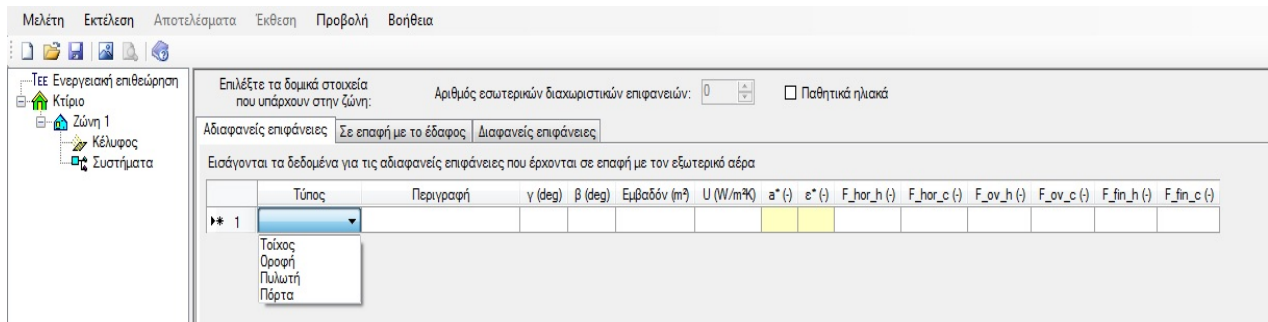 Μελέτη Εκτέλεση Αποτελέσματα Έκθεση Προβολή Βοήθεια
ΤΕΕ Ενεργειακή επιθεώρηση
Κτίριο
Ζώνη 1
Κέλυφος
Συστήματα
Επιλέξτε τα δομικά στοιχεία
που υπάρχουν στην ζώνη:
Αριθμός εσωτερικών διαχωριστικών επιφανειών: 0
Παθητικά ηλιακά
Αδιαφανείς επιφάνειες Σε επαφή με το έδαφος Διαφανείς επιφάνειες
Εισάγονται τα δεδομένα για τις αδιαφανείς επιφάνειες που έρχονται σε επαφή με τον εξωτερικό αέρα
Τύπος Περιγραφή γ (deg) β (deg) Εμβαδόν (m²) U (W/m²K) a* (-) ε* (-) F_hor_h (-) F_hor_c (-) F_ov_h (-) F_ov_c (-) F_fin_h (-) F_fin_c (-)
1
Τοίχος
Οροφή
Πυλωτή
Πόρτα